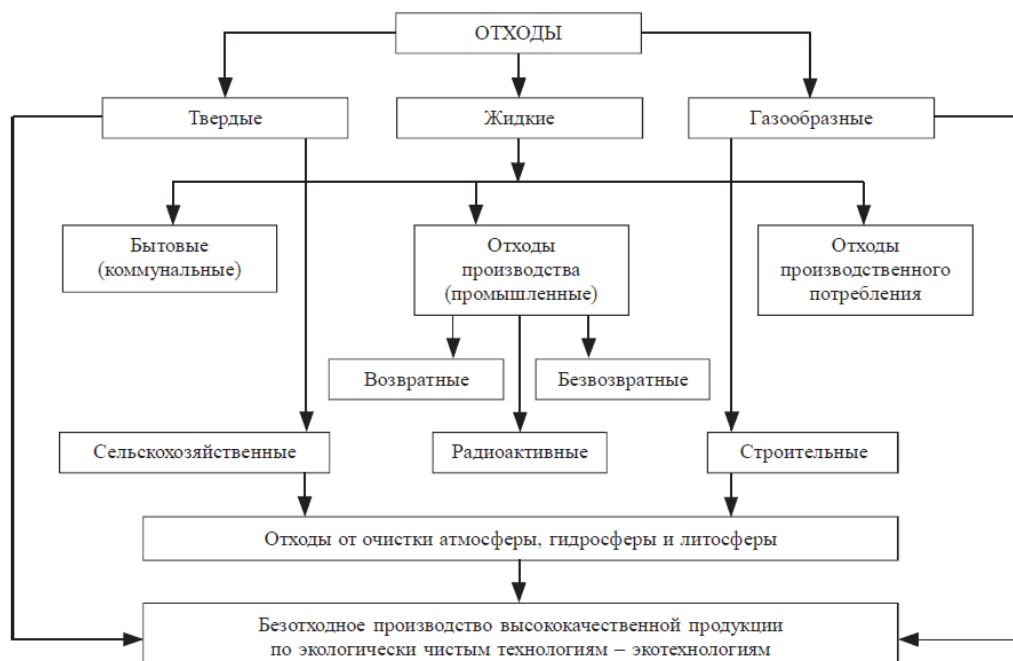 ОТХОДЫ
Твердые
Жидкие
Газообразные
Бытовые
(коммунальные)
Отходы
производства
(промышленные)
Отходы
производственного
потребления
Возвратные
Безвозвратные
Сельскохозяйственные
Радиоактивные
Строительные
Отходы от очистки атмосферы, гидросферы и литосферы
Безотходное производство высококачественной продукции
по экологически чистым технологиям – экотехнологиям